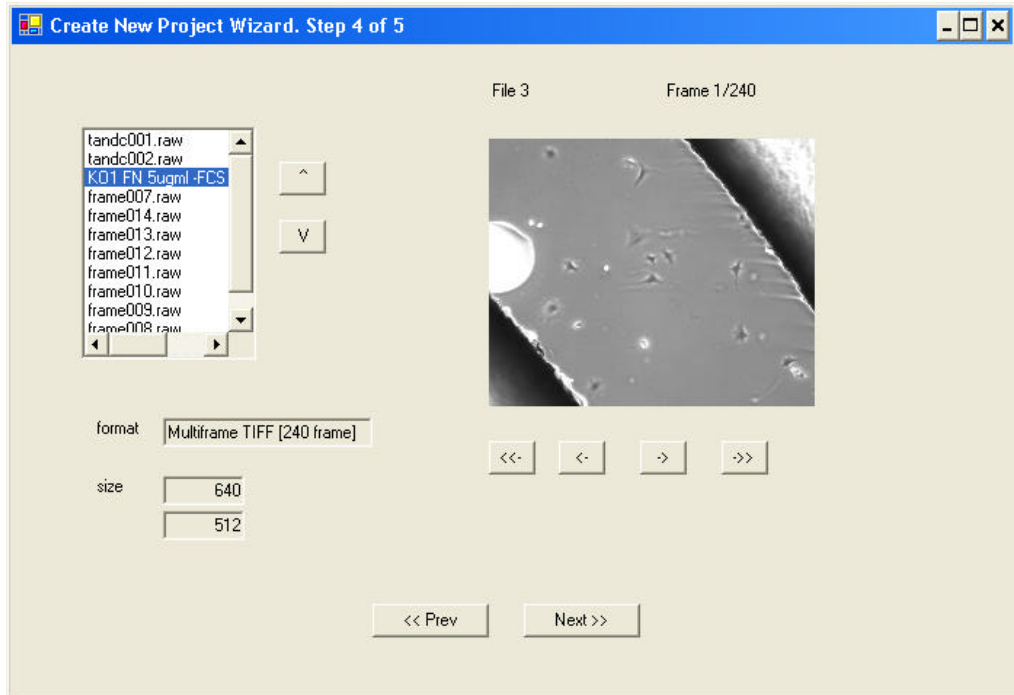 Create New Project Wizard. Step 4 of 5
File 3 Frame 1/240
tandc001.raw
tandc002.raw
KO1 FN 5ugml -FCS
frame007.raw
frame014.raw
frame013.raw
frame012.raw
frame011.raw
frame010.raw
frame009.raw
frame008.raw
^
V
format Multiframe TIFF [240 frame]
size 640
512
<<- <- -> ->>
<< Prev Next >>